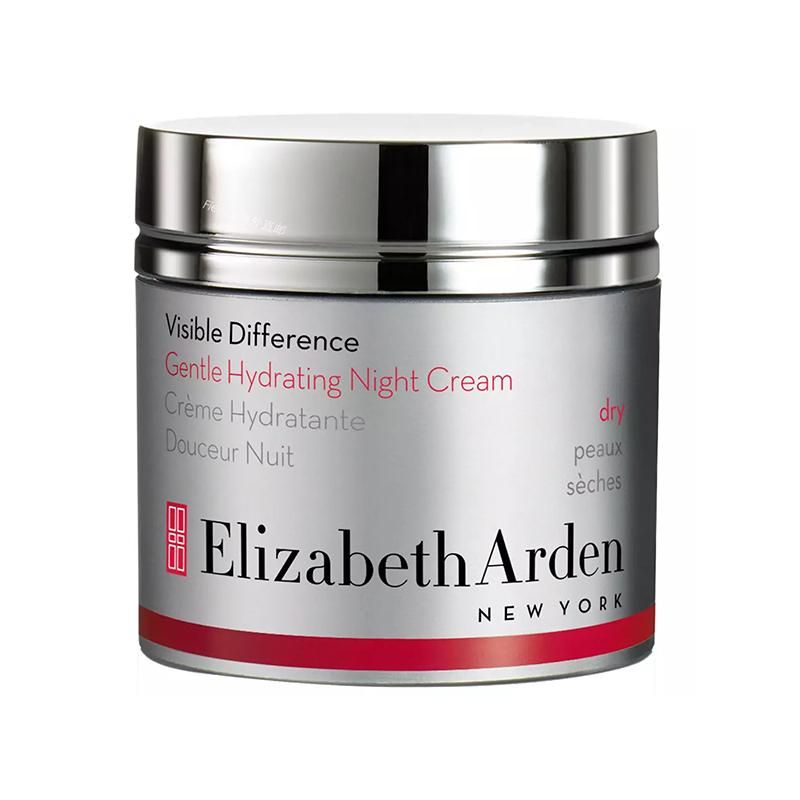 Visible Difference
Gentle Hydrating Night Cream
Crème Hydratante
Douceur Nuit
dry
peaux
sèches
Elizabeth Arden
NEW YORK